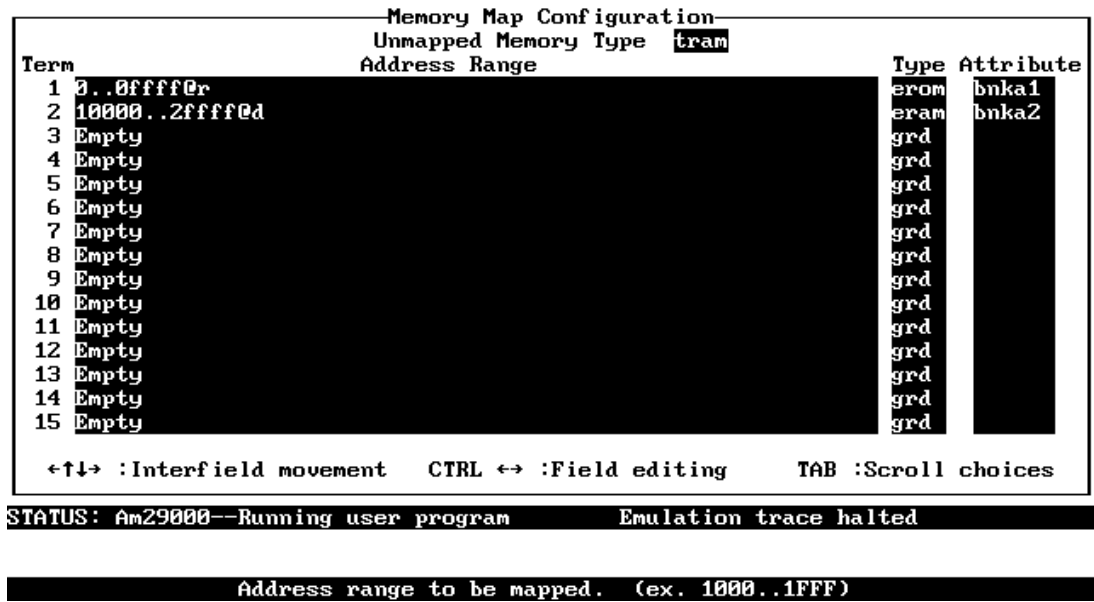 Memory Map Configuration
Unmapped Memory Type tram
Term Address Range Type Attribute
1 0..0ffff@r erom bnka1
2 10000..2ffff@d eram bnka2
3 Empty grd
4 Empty grd
5 Empty grd
6 Empty grd
7 Empty grd
8 Empty grd
9 Empty grd
10 Empty grd
11 Empty grd
12 Empty grd
13 Empty grd
14 Empty grd
15 Empty grd
←↑↓→ :Interfield movement CTRL ↔ :Field editing TAB :Scroll choices
STATUS: Am29000--Running user program Emulation trace halted
Address range to be mapped. (ex. 1000..1FFF)